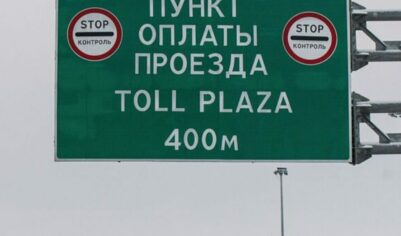 ПУНКТ
STOP
КОНТРОЛЬ
ОПЛАТЫ
STOP
КОНТРОЛЬ
ПРОЕЗДА
TOLL PLAZA
400м